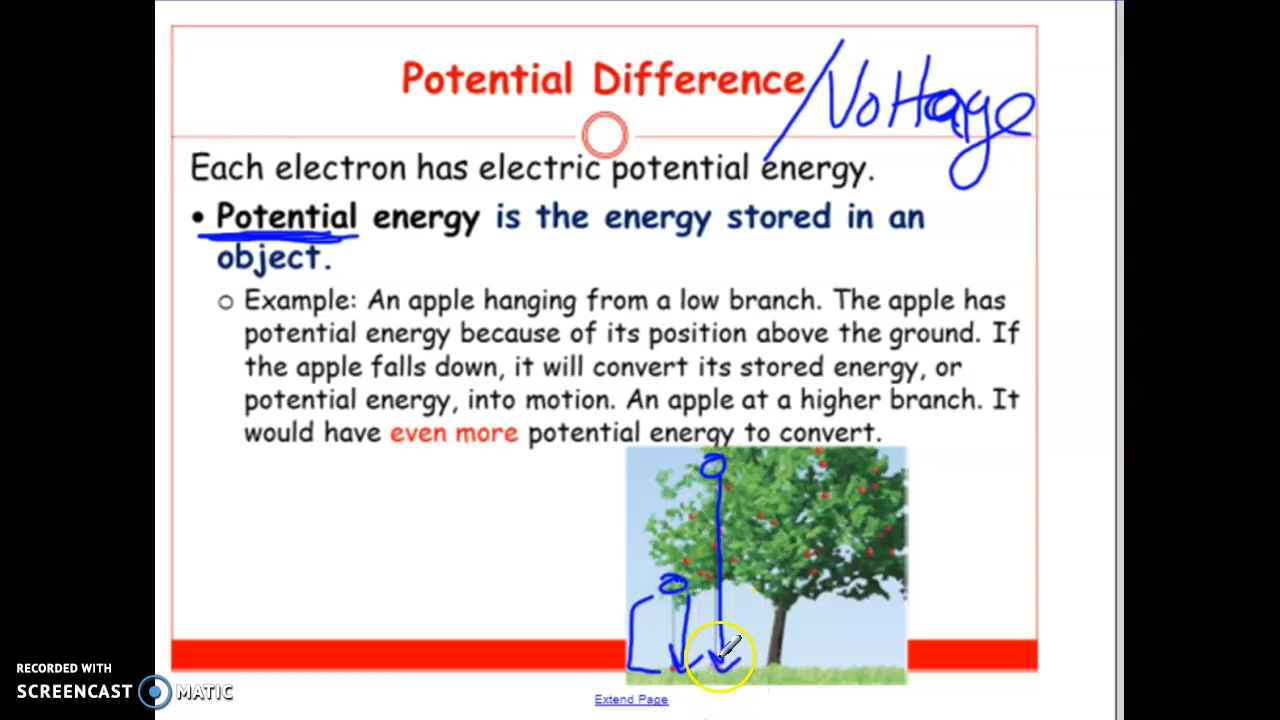 Potential Difference /Voltage
Each electron has electric potential energy.
• Potential energy is the energy stored in an
object.
○ Example: An apple hanging from a low branch. The apple has
potential energy because of its position above the ground. If
the apple falls down, it will convert its stored energy, or
potential energy, into motion. An apple at a higher branch. It
would have even more potential energy to convert.
Extend Page
RECORDED WITH
SCREENCAST MATIC